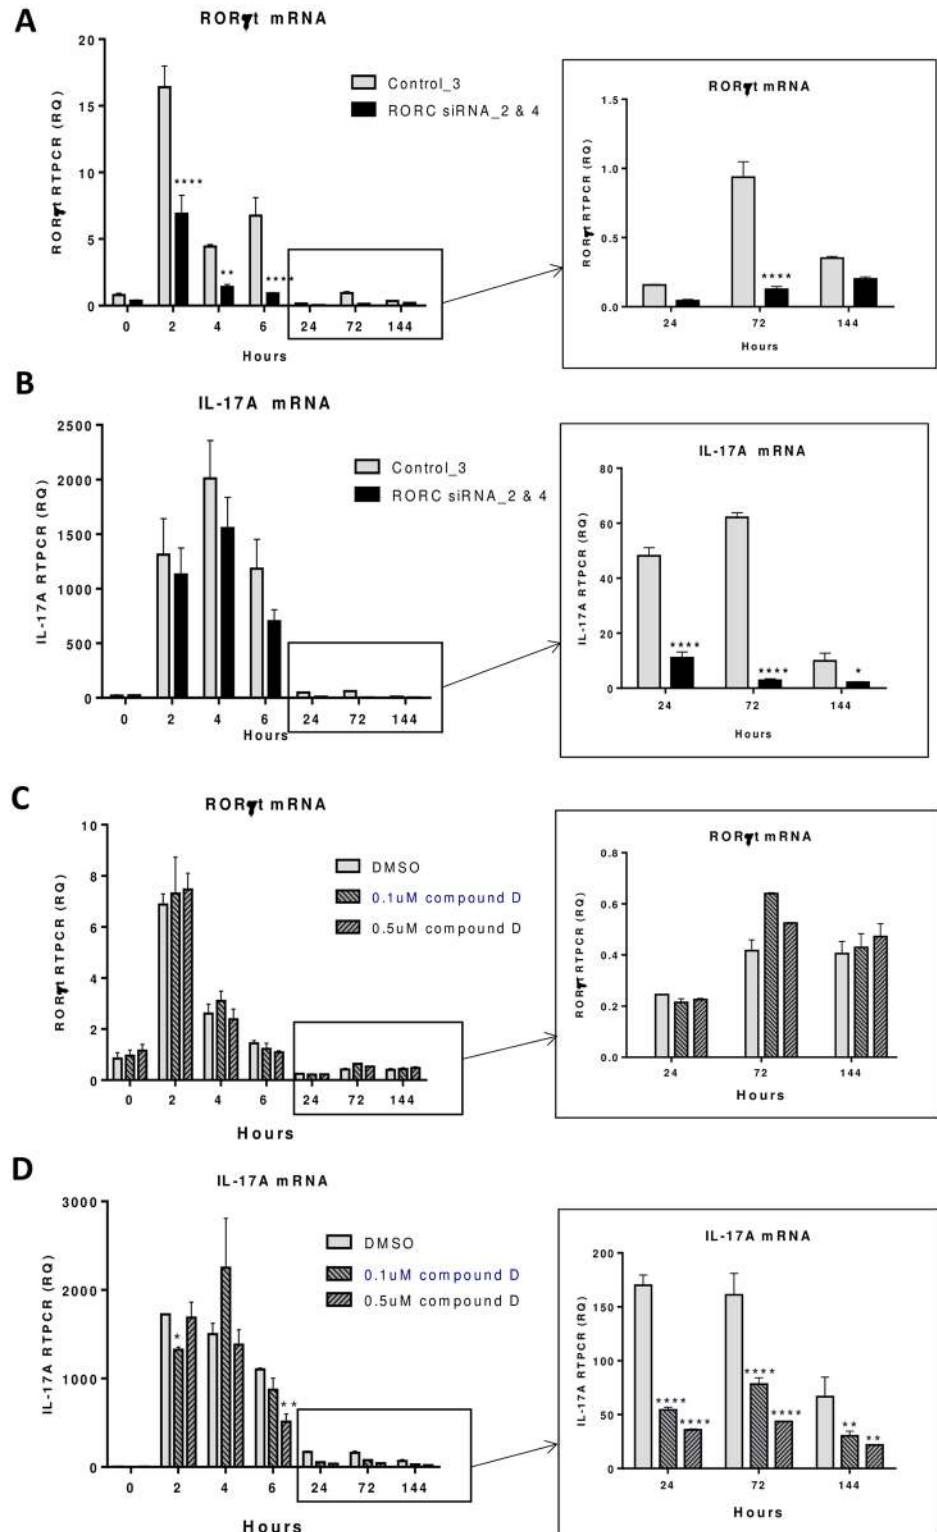 A
RORγt mRNA
RORγt RTPCR (RQ)
20
15
10
5
0
Control_3
RORC siRNA_2 & 4
****
**
****
0 2 4 6 24 72 144
Hours
RORγt mRNA
RORγt RTPCR (RQ)
1.5
1.0
0.5
0.0
****
24 72 144
Hours
B
IL-17A mRNA
IL-17A RTPCR (RQ)
2500
2000
1500
1000
500
0
Control_3
RORC siRNA_2 & 4
0 2 4 6 24 72 144
Hours
IL-17A mRNA
IL-17A RTPCR (RQ)
80
60
40
20
0
****
****
*
24 72 144
Hours
C
RORγt mRNA
RORγt RTPCR (RQ)
10
8
6
4
2
0
DMSO
0.1uM compound D
0.5uM compound D
0 2 4 6 24 72 144
Hours
RORγt mRNA
RORγt RTPCR (RQ)
0.8
0.6
0.4
0.2
0.0
24 72 144
Hours
D
IL-17A mRNA
IL-17A RTPCR (RQ)
3000
2000
1000
0
DMSO
0.1uM compound D
0.5uM compound D
*
**
0 2 4 6 24 72 144
Hours
IL-17A mRNA
IL-17A RTPCR (RQ)
200
150
100
50
0
****
****
****
****
**
**
24 72 144
Hours